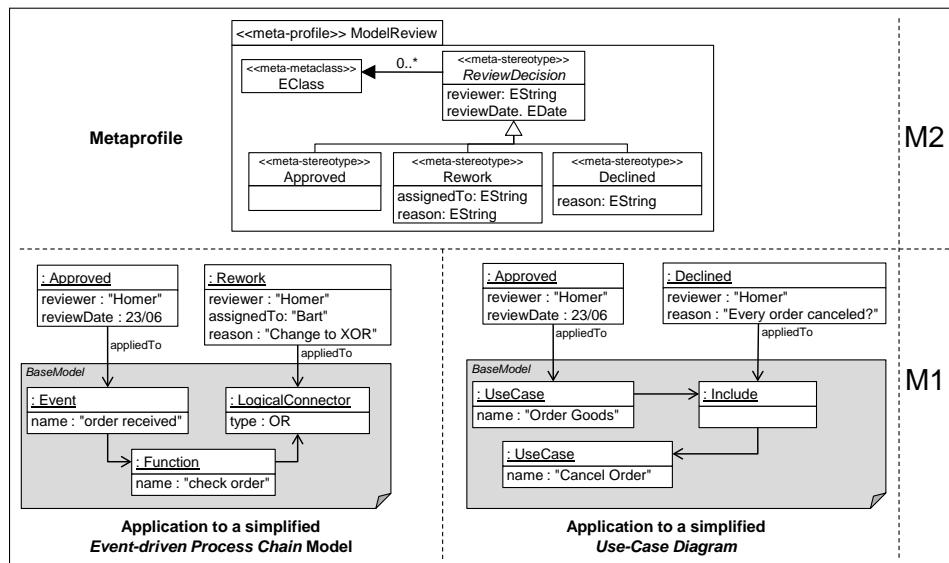 <<meta-profile>> ModelReview
<<meta-metaclass>>
EClass
0..*
<<meta-stereotype>>
ReviewDecision
reviewer: EString
reviewDate. EDate
Metaprofile
M2
<<meta-stereotype>>
Approved
<<meta-stereotype>>
Rework
assignedTo: EString
reason: EString
<<meta-stereotype>>
Declined
reason: EString
: Approved
reviewer : "Homer"
reviewDate : 23/06
: Rework
reviewer : "Homer"
assignedTo: "Bart"
reason : "Change to XOR"
appliedTo
appliedTo
BaseModel
: Event
name : "order received"
: LogicalConnector
type : OR
: Function
name : "check order"
Application to a simplified
Event-driven Process Chain Model
: Approved
reviewer : "Homer"
reviewDate : 23/06
: Declined
reviewer : "Homer"
reason : "Every order canceled?"
appliedTo
appliedTo
BaseModel
: UseCase
name : "Order Goods"
: Include
: UseCase
name : "Cancel Order"
Application to a simplified
Use-Case Diagram
M1